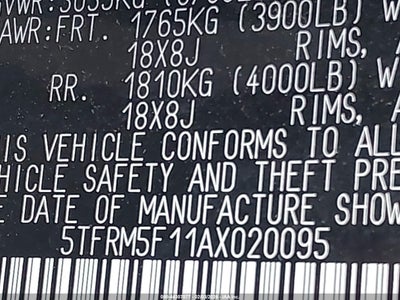 GAWR:FRT. 1765KG (3900LB) W
18X8J RIMS,
RR. 1810KG (4000LB) W
18X8J RIMS, A
IS VEHICLE CONFORMS TO ALL
HICLE SAFETY AND THEFT PRE
E DATE OF MANUFACTURE SHOW
5TFRM5F11AX020095